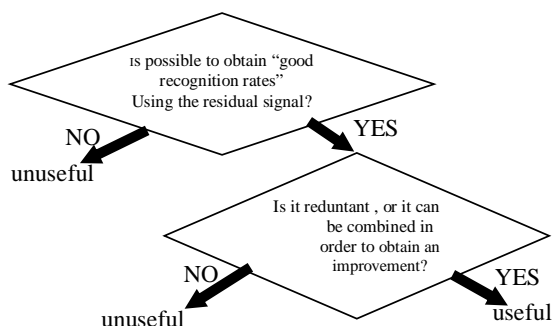 Is possible to obtain “good
recognition rates”
Using the residual signal?
NO
YES
unuseful
Is it reduntant , or it can
be combined in
order to obtain an
improvement?
NO
YES
unuseful
useful